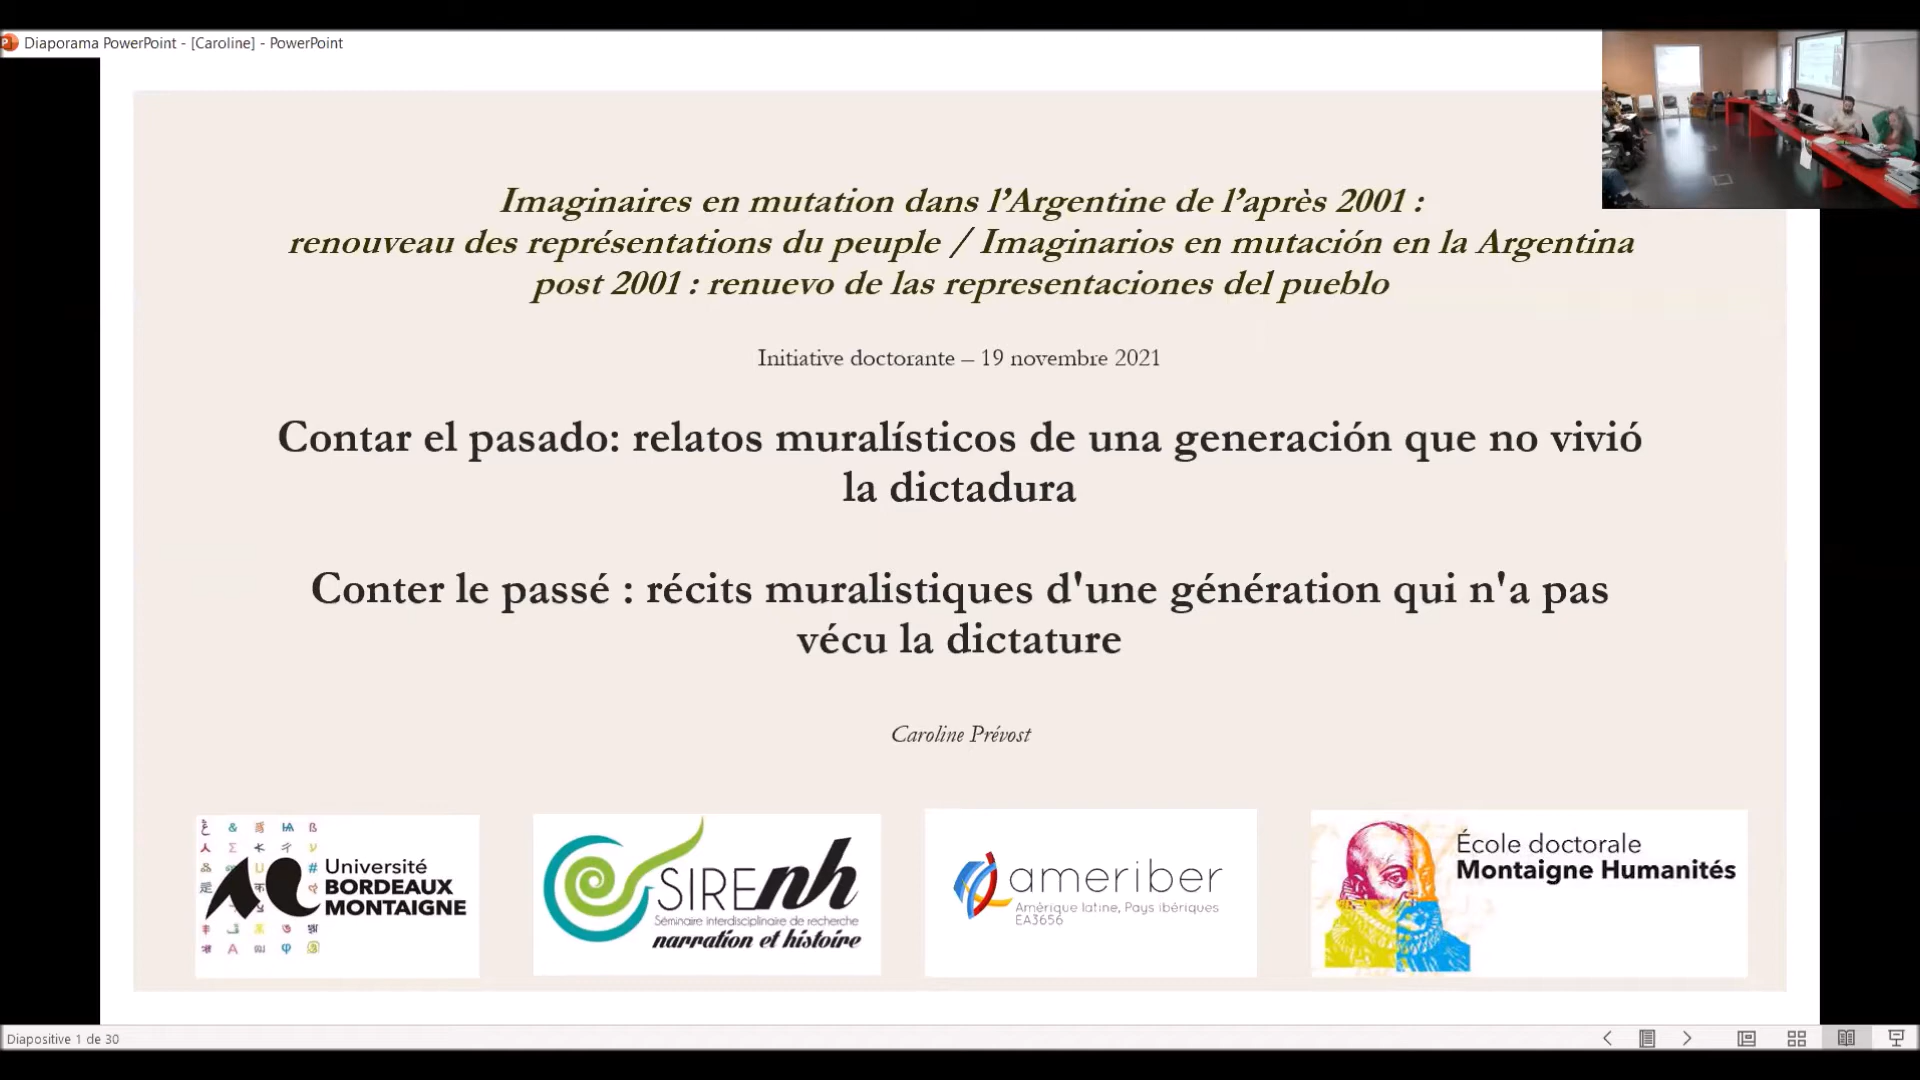 Diaporama PowerPoint - [Caroline] - PowerPoint
Imaginaires en mutation dans l’Argentine de l’après 2001 :
renouveau des représentations du peuple / Imaginarios en mutación en la Argentina
post 2001 : renuevo de las representaciones del pueblo
Initiative doctorante – 19 novembre 2021
Contar el pasado: relatos muralísticos de una generación que no vivió
la dictadura
Conter le passé : récits muralistiques d'une génération qui n'a pas
vécu la dictature
Caroline Prévost
Université
BORDEAUX
MONTAIGNE
SIREnh
Séminaire interdisciplinaire de recherche
narration et histoire
ameriber
Amérique latine, Pays ibériques
EA3656
École doctorale
Montaigne Humanités
Diapositive 1 de 30